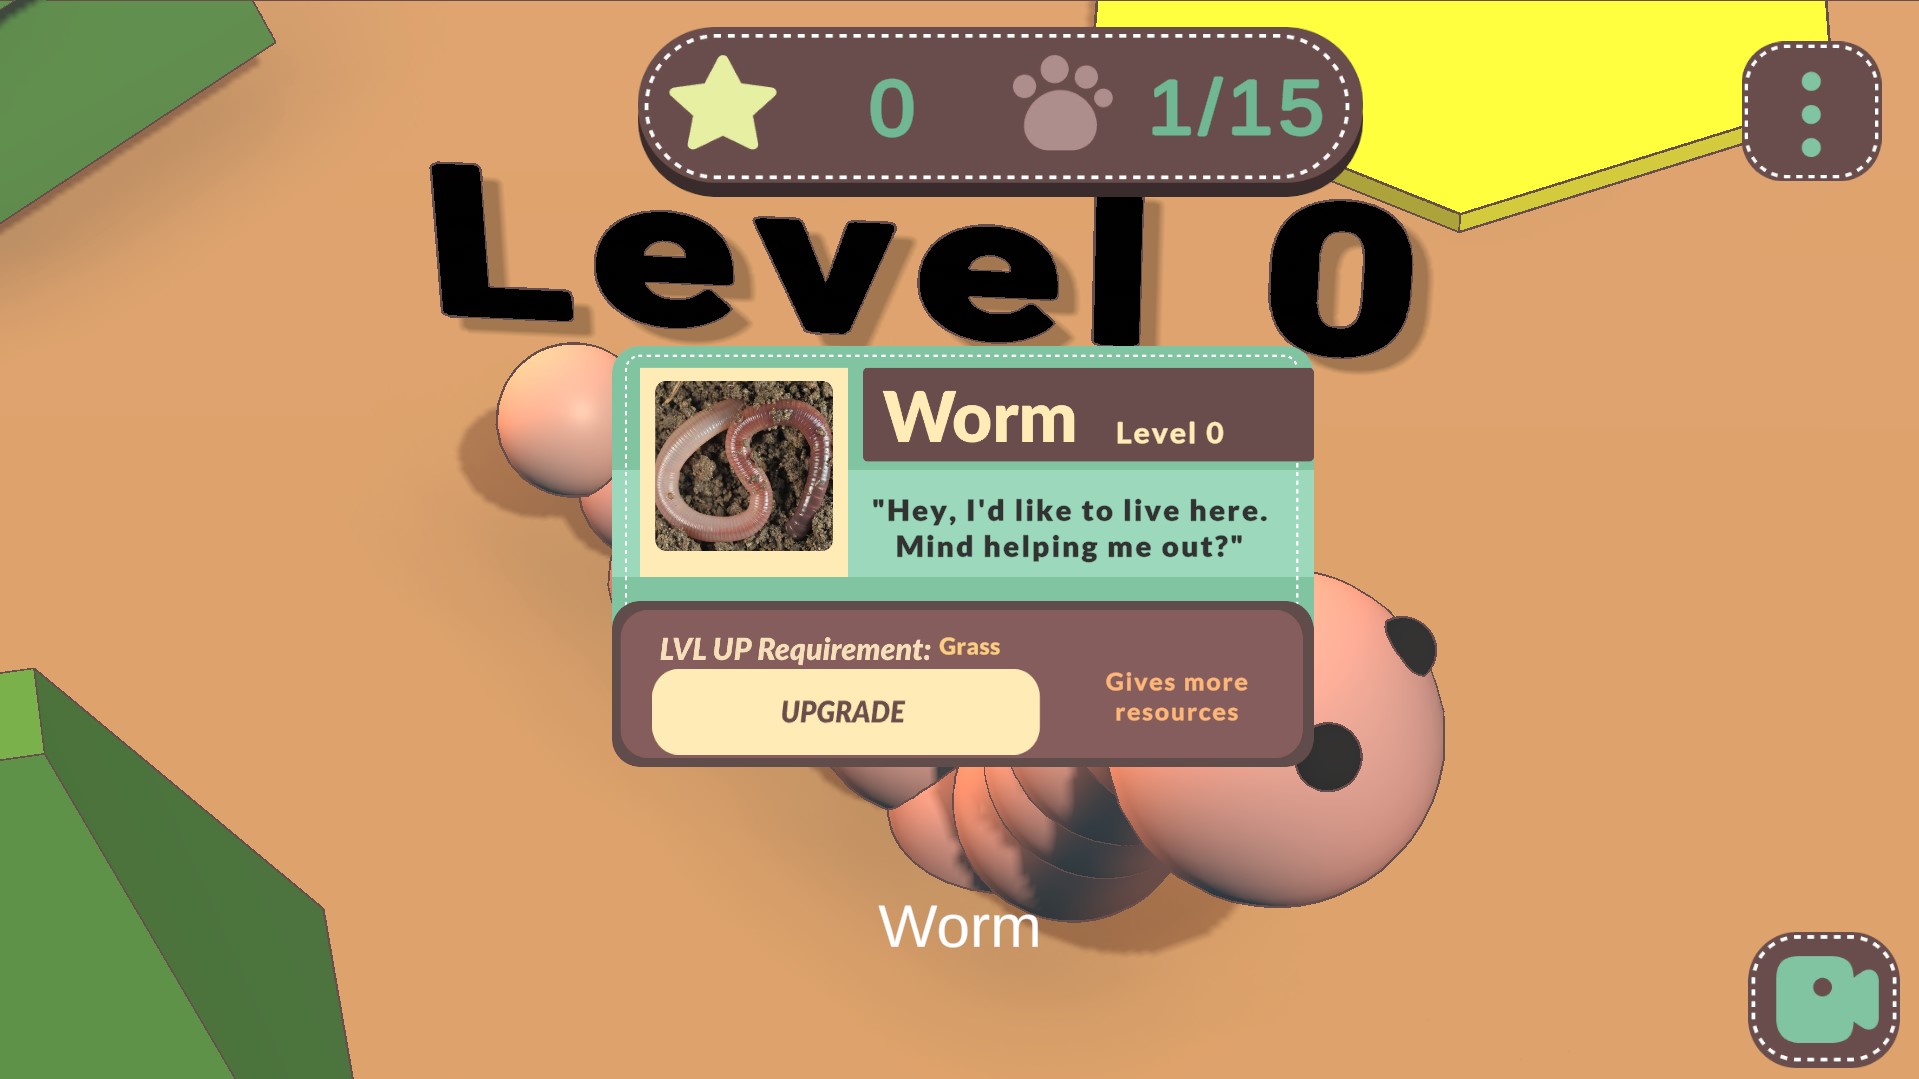 0 1/15
Level 0
Worm Level 0
"Hey, I'd like to live here.
Mind helping me out?"
LVL UP Requirement: Grass
UPGRADE
Gives more
resources
Worm